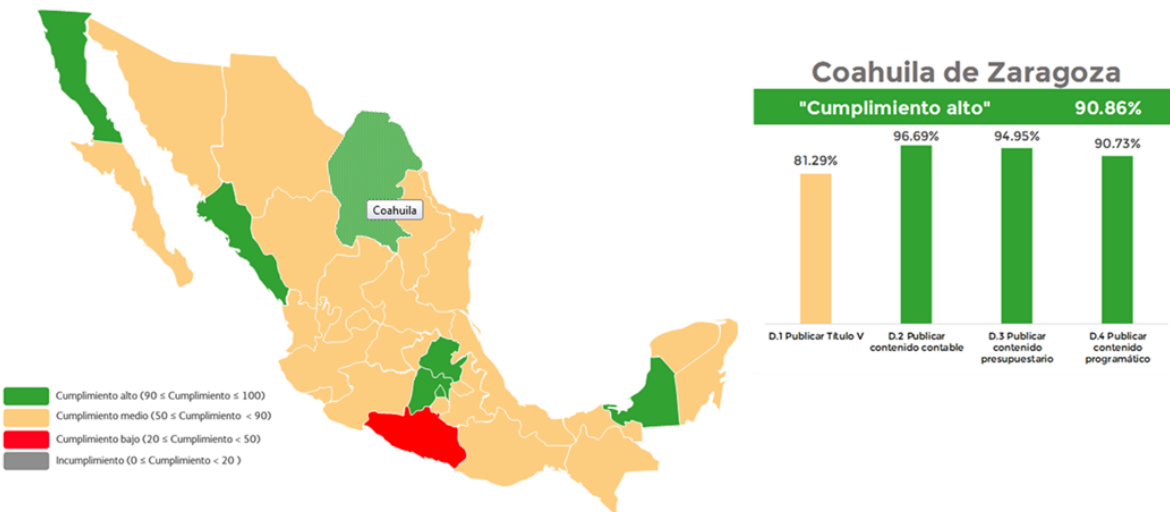 Coahuila
Cumplimiento alto (90 ≤ Cumplimiento ≤ 100)
Cumplimiento medio (50 ≤ Cumplimiento < 90)
Cumplimiento bajo (20 ≤ Cumplimiento < 50)
Incumplimiento (0 ≤ Cumplimiento < 20 )
Coahuila de Zaragoza
"Cumplimiento alto" 90.86%
81.29%
96.69%
94.95%
90.73%
D.1 Publicar Título V
D.2 Publicar
contenido contable
D.3 Publicar
contenido
presupuestario
D.4 Publicar
contenido
programático